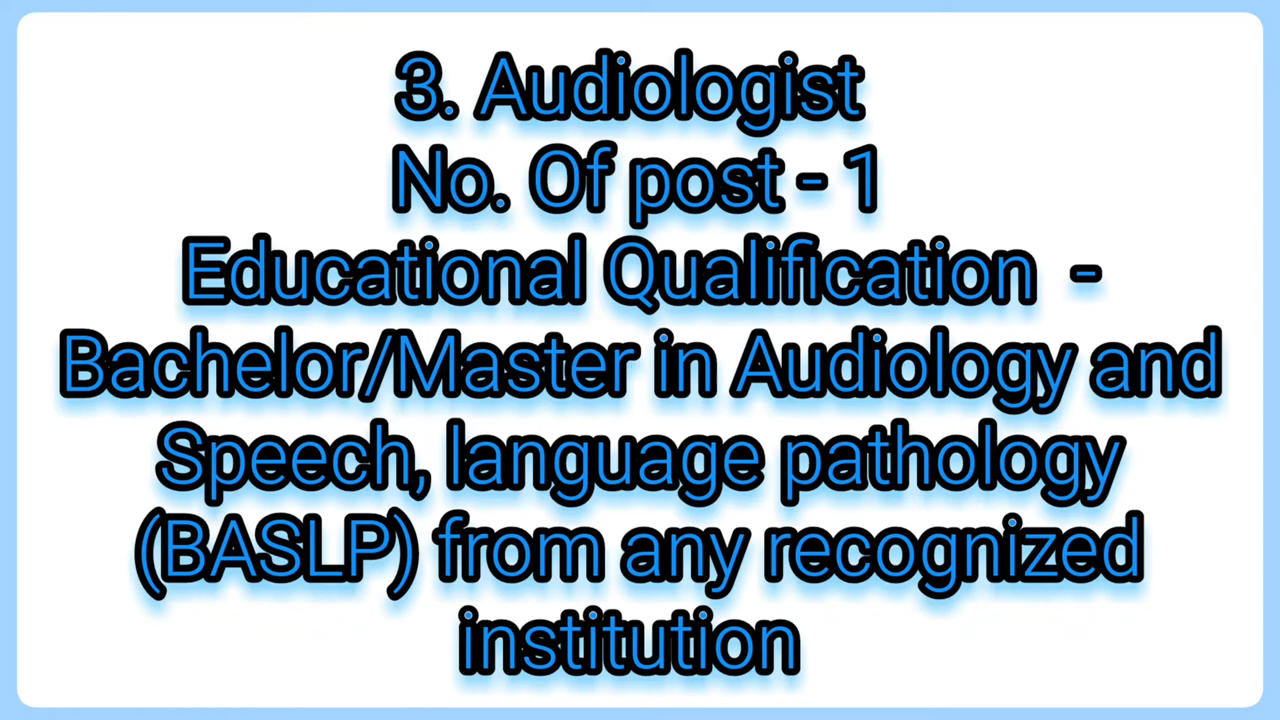 3. Audiologist
No. Of post - 1
Educational Qualification -
Bachelor/Master in Audiology and
Speech, language pathology
(BASLP) from any recognized
institution